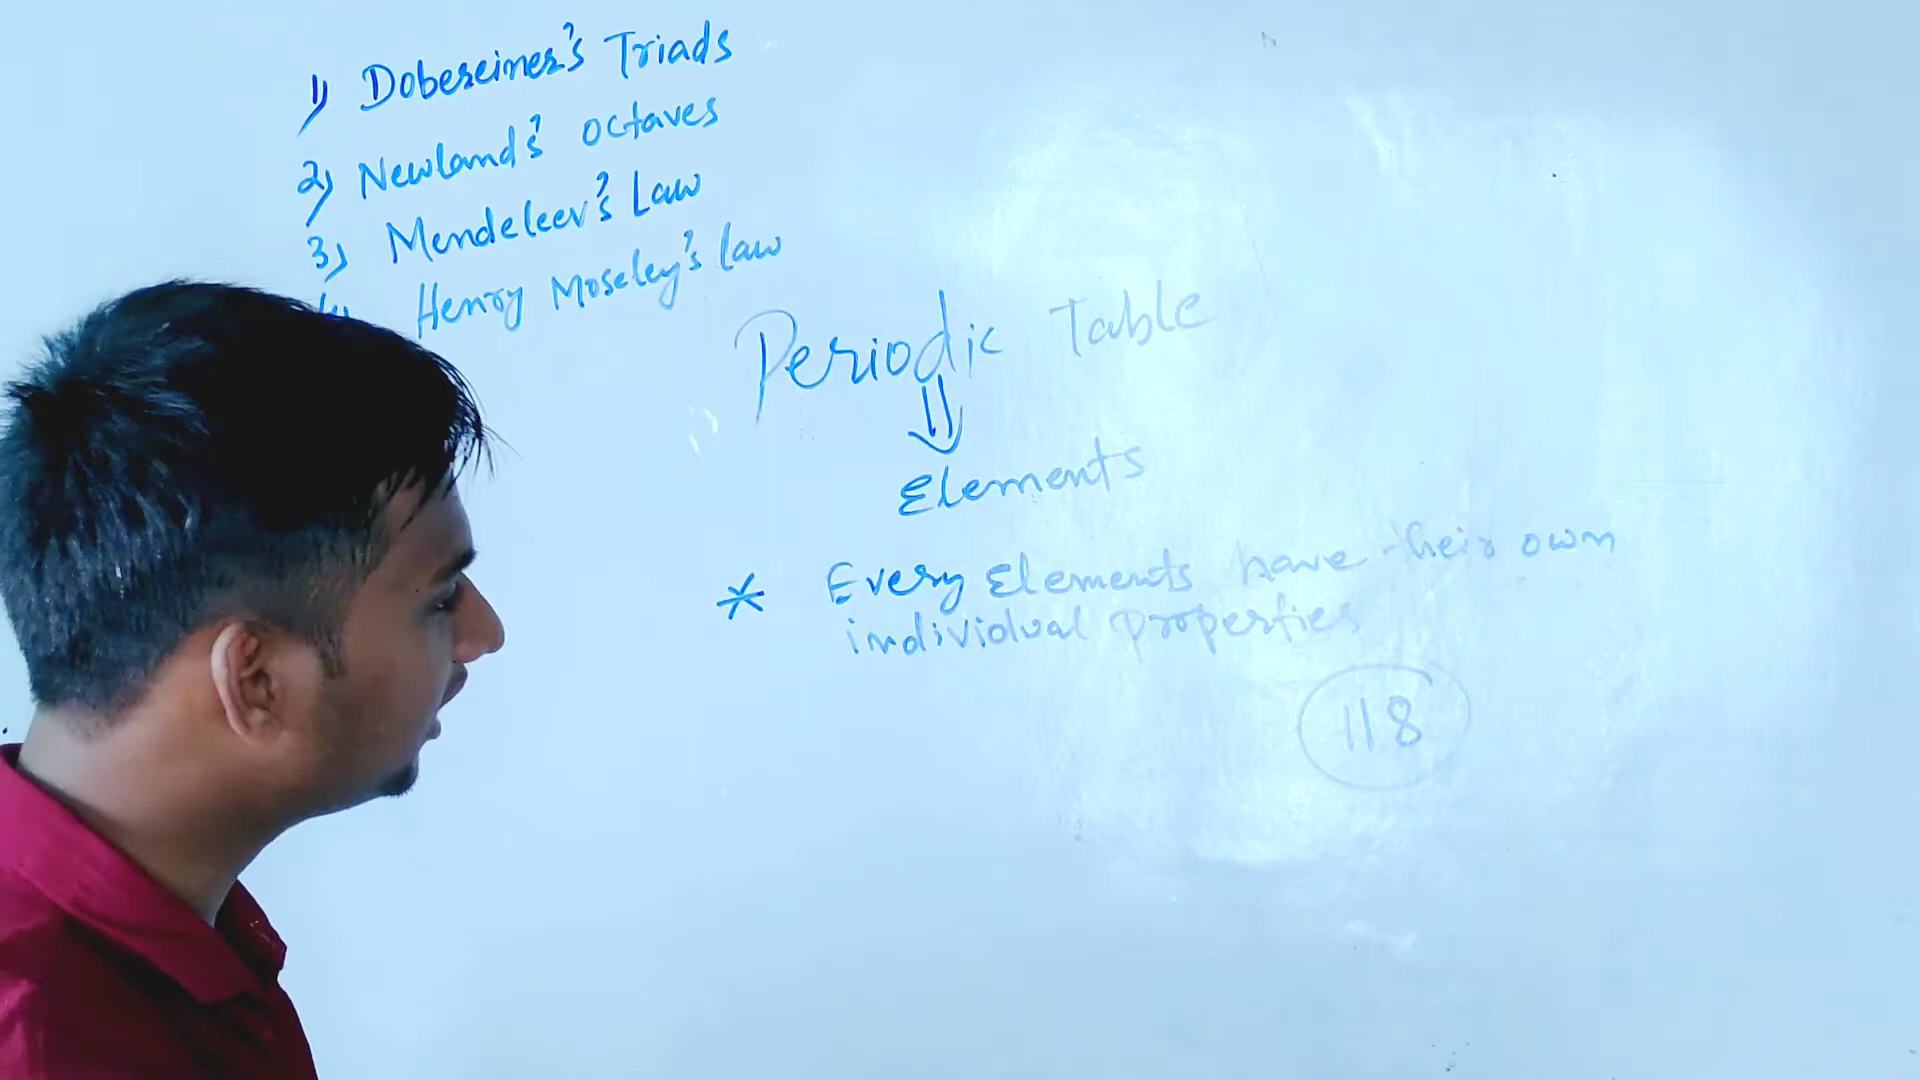 1) Dobereiner's Triads
2) Newland's octaves
3) Mendeleev's Law
Henry Moseley's law
Periodic Table
Elements
* Every Elements have their own
individual properties
118